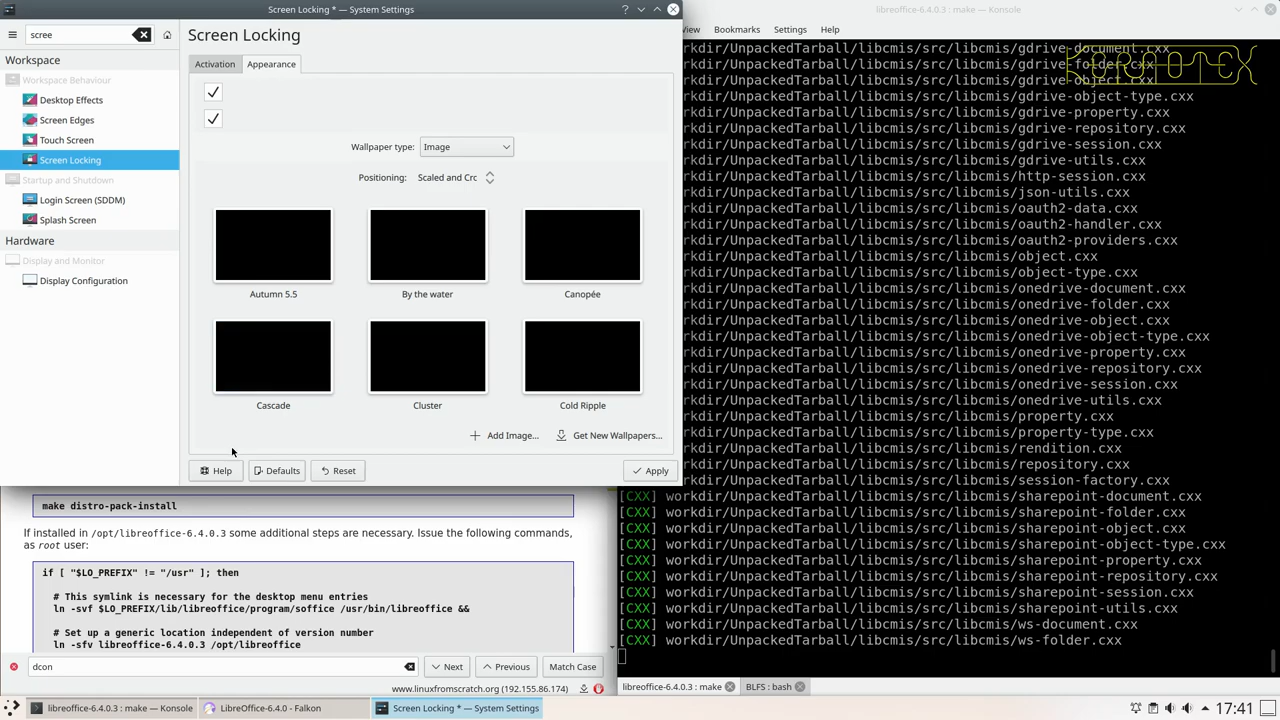 Screen Locking * — System Settings
libreoffice-6.4.0.3 : make — Konsole
scree
Screen Locking
View Bookmarks Settings Help
Workspace
Workspace Behaviour
Desktop Effects
Screen Edges
Touch Screen
Screen Locking
Startup and Shutdown
Login Screen (SDDM)
Splash Screen
Hardware
Display and Monitor
Display Configuration
Activation
Appearance
Wallpaper type: Image
Positioning: Scaled and Crc
Autumn 5.5
By the water
Canopée
Cascade
Cluster
Cold Ripple
Add Image...
Get New Wallpapers...
Help
Defaults
Reset
Apply
rkdir/UnpackedTarball/libcmis/src/libcmis/gdrive-document.cxx
rkdir/UnpackedTarball/libcmis/src/libcmis/gdrive-folder.cxx
rkdir/UnpackedTarball/libcmis/src/libcmis/gdrive-object.cxx
rkdir/UnpackedTarball/libcmis/src/libcmis/gdrive-object-type.cxx
rkdir/UnpackedTarball/libcmis/src/libcmis/gdrive-property.cxx
rkdir/UnpackedTarball/libcmis/src/libcmis/gdrive-repository.cxx
rkdir/UnpackedTarball/libcmis/src/libcmis/gdrive-session.cxx
rkdir/UnpackedTarball/libcmis/src/libcmis/gdrive-utils.cxx
rkdir/UnpackedTarball/libcmis/src/libcmis/http-session.cxx
rkdir/UnpackedTarball/libcmis/src/libcmis/json-utils.cxx
rkdir/UnpackedTarball/libcmis/src/libcmis/oauth2-data.cxx
rkdir/UnpackedTarball/libcmis/src/libcmis/oauth2-handler.cxx
rkdir/UnpackedTarball/libcmis/src/libcmis/oauth2-providers.cxx
rkdir/UnpackedTarball/libcmis/src/libcmis/object.cxx
rkdir/UnpackedTarball/libcmis/src/libcmis/object-type.cxx
rkdir/UnpackedTarball/libcmis/src/libcmis/onedrive-document.cxx
rkdir/UnpackedTarball/libcmis/src/libcmis/onedrive-folder.cxx
rkdir/UnpackedTarball/libcmis/src/libcmis/onedrive-object.cxx
rkdir/UnpackedTarball/libcmis/src/libcmis/onedrive-object-type.cxx
rkdir/UnpackedTarball/libcmis/src/libcmis/onedrive-property.cxx
rkdir/UnpackedTarball/libcmis/src/libcmis/onedrive-repository.cxx
rkdir/UnpackedTarball/libcmis/src/libcmis/onedrive-session.cxx
rkdir/UnpackedTarball/libcmis/src/libcmis/onedrive-utils.cxx
rkdir/UnpackedTarball/libcmis/src/libcmis/property.cxx
rkdir/UnpackedTarball/libcmis/src/libcmis/property-type.cxx
rkdir/UnpackedTarball/libcmis/src/libcmis/rendition.cxx
rkdir/UnpackedTarball/libcmis/src/libcmis/repository.cxx
rkdir/UnpackedTarball/libcmis/src/libcmis/session-factory.cxx
[CXX] workdir/UnpackedTarball/libcmis/src/libcmis/sharepoint-document.cxx
[CXX] workdir/UnpackedTarball/libcmis/src/libcmis/sharepoint-folder.cxx
[CXX] workdir/UnpackedTarball/libcmis/src/libcmis/sharepoint-object.cxx
[CXX] workdir/UnpackedTarball/libcmis/src/libcmis/sharepoint-object-type.cxx
[CXX] workdir/UnpackedTarball/libcmis/src/libcmis/sharepoint-property.cxx
[CXX] workdir/UnpackedTarball/libcmis/src/libcmis/sharepoint-repository.cxx
[CXX] workdir/UnpackedTarball/libcmis/src/libcmis/sharepoint-session.cxx
[CXX] workdir/UnpackedTarball/libcmis/src/libcmis/sharepoint-utils.cxx
[CXX] workdir/UnpackedTarball/libcmis/src/libcmis/ws-document.cxx
[CXX] workdir/UnpackedTarball/libcmis/src/libcmis/ws-folder.cxx
make distro-pack-install
If installed in /opt/libreoffice-6.4.0.3 some additional steps are necessary. Issue the following commands,
as root user:
if [ "$LO_PREFIX" != "/usr" ]; then
# This symlink is necessary for the desktop menu entries
ln -svf $LO_PREFIX/lib/libreoffice/program/soffice /usr/bin/libreoffice &&
# Set up a generic location independent of version number
ln -sfv libreoffice-6.4.0.3 /opt/libreoffice
dcon
Next
Previous
Match Case
www.linuxfromscratch.org (192.155.86.174)
libreoffice-6.4.0.3 : make
BLFS : bash
libreoffice-6.4.0.3 : make — Konsole
LibreOffice-6.4.0 - Falkon
Screen Locking * — System Settings
17:41